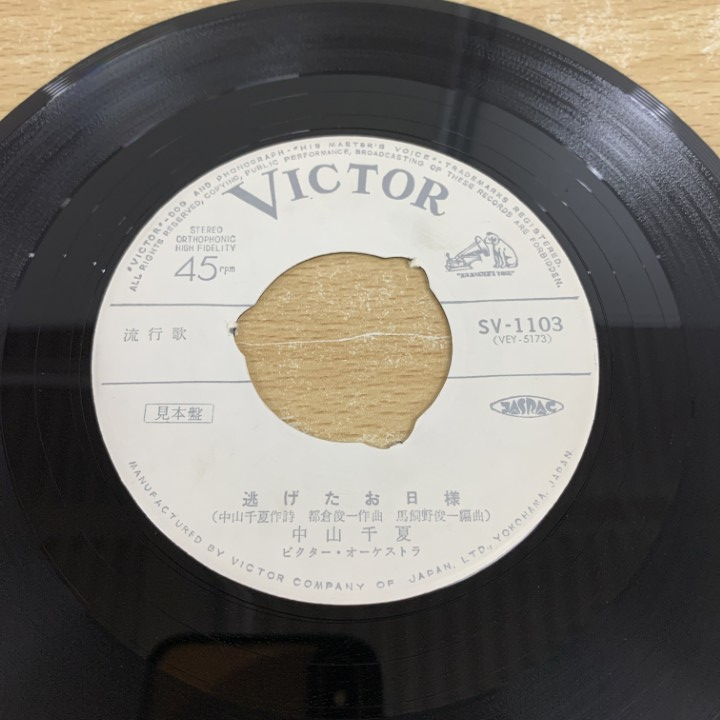 "VICTOR"-DOG AND PHONOGRAPH-"HIS MASTER'S VOICE"-TRADEMARKS REGISTERED.
ALL RIGHTS RESERVED, COPYING, PUBLIC PERFORMANCE, BROADCASTING OF THESE RECORDS ARE FORBIDDEN.
VICTOR
STEREO
ORTHOPHONIC
HIGH FIDELITY
45 rpm
"HIS MASTER'S VOICE"
流行歌
SV-1103
(VEY-5173)
見本盤
JASRAC
逃げたお日様
(中山千夏作詩 都倉俊一作曲 馬飼野俊一編曲)
中山千夏
ビクター・オーケストラ
MANUFACTURED BY VICTOR COMPANY OF JAPAN, LTD., YOKOHAMA, JAPAN.